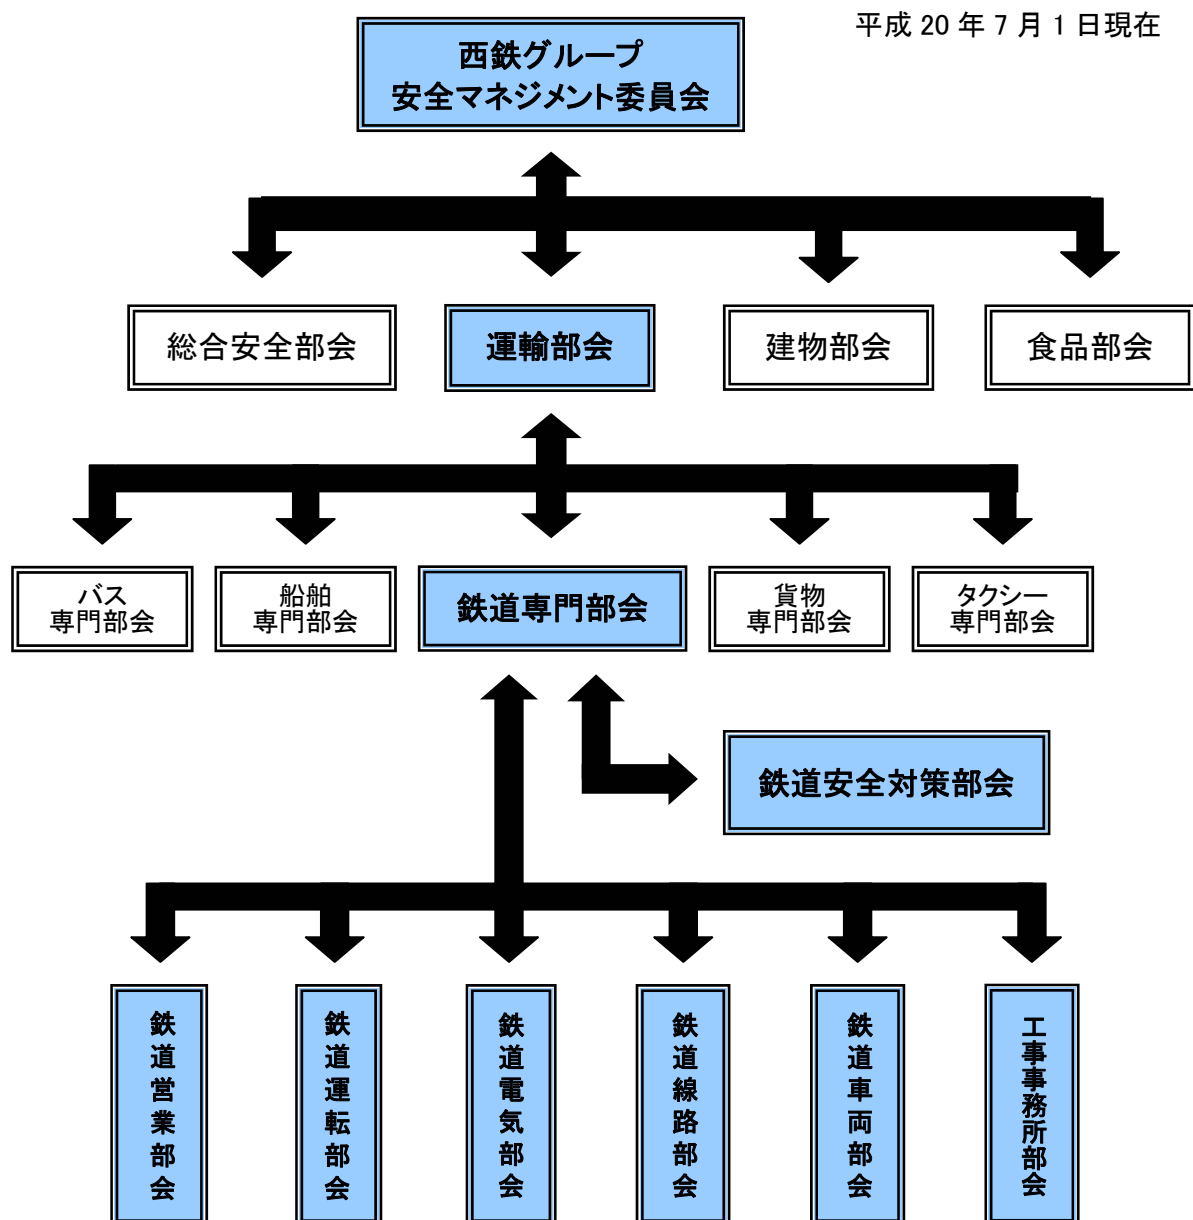 平成 20 年 7 月 1 日現在
西鉄グループ
安全マネジメント委員会
総合安全部会
運輸部会
建物部会
食品部会
バス
専門部会
船舶
専門部会
鉄道専門部会
貨物
専門部会
タクシー
専門部会
鉄道安全対策部会
鉄道営業部会
鉄道運転部会
鉄道電気部会
鉄道線路部会
鉄道車両部会
工事事務所部会